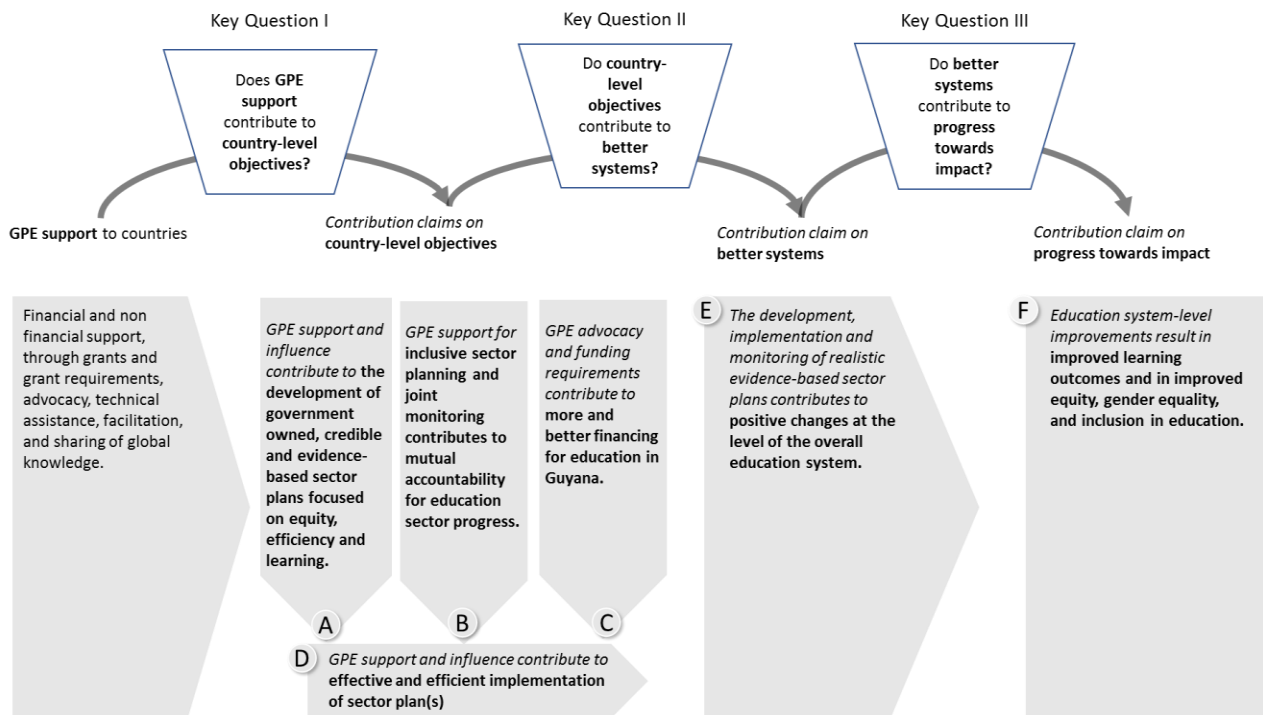 Key Question I
Key Question II
Key Question III
Does GPE
support
contribute to
country-level
objectives?
Do country-
level
objectives
contribute to
better
systems?
Do better
systems
contribute to
progress
towards
impact?
GPE support to countries
Contribution claims on
country-level objectives
Contribution claim on
better systems
Contribution claim on
progress towards impact
Financial and non
financial support,
through grants and
grant requirements,
advocacy, technical
assistance, facilitation,
and sharing of global
knowledge.
GPE support and
influence
contribute to the
development of
government
owned, credible
and evidence-
based sector
plans focused
on equity,
efficiency and
learning.
A
GPE support for
inclusive sector
planning and
joint
monitoring
contributes to
mutual
accountability
for education
sector progress.
B
GPE advocacy
and funding
requirements
contribute to
more and
better financing
for education in
Guyana.
C
D
GPE support and influence contribute to
effective and efficient implementation
of sector plan(s)
E
The development,
implementation and
monitoring of realistic
evidence-based sector
plans contributes to
positive changes at the
level of the overall
education system.
F
Education system-level
improvements result in
improved learning
outcomes and in improved
equity, gender equality,
and inclusion in education.